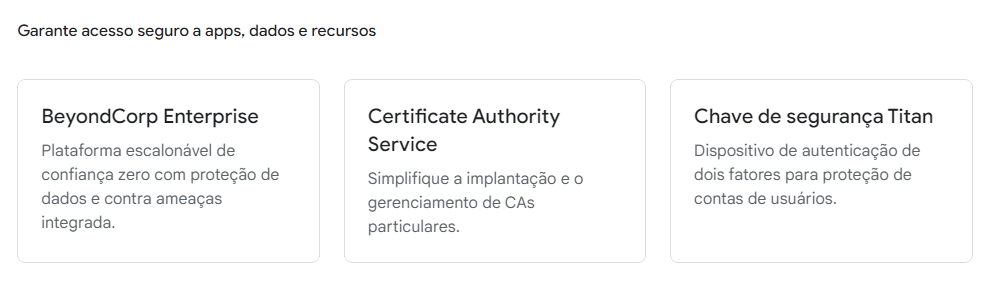 Garante acesso seguro a apps, dados e recursos
BeyondCorp Enterprise
Plataforma escalonável de
confiança zero com proteção de
dados e contra ameaças
integrada.
Certificate Authority
Service
Simplifique a implantação e o
gerenciamento de CAs
particulares.
Chave de segurança Titan
Dispositivo de autenticação de
dois fatores para proteção de
contas de usuários.